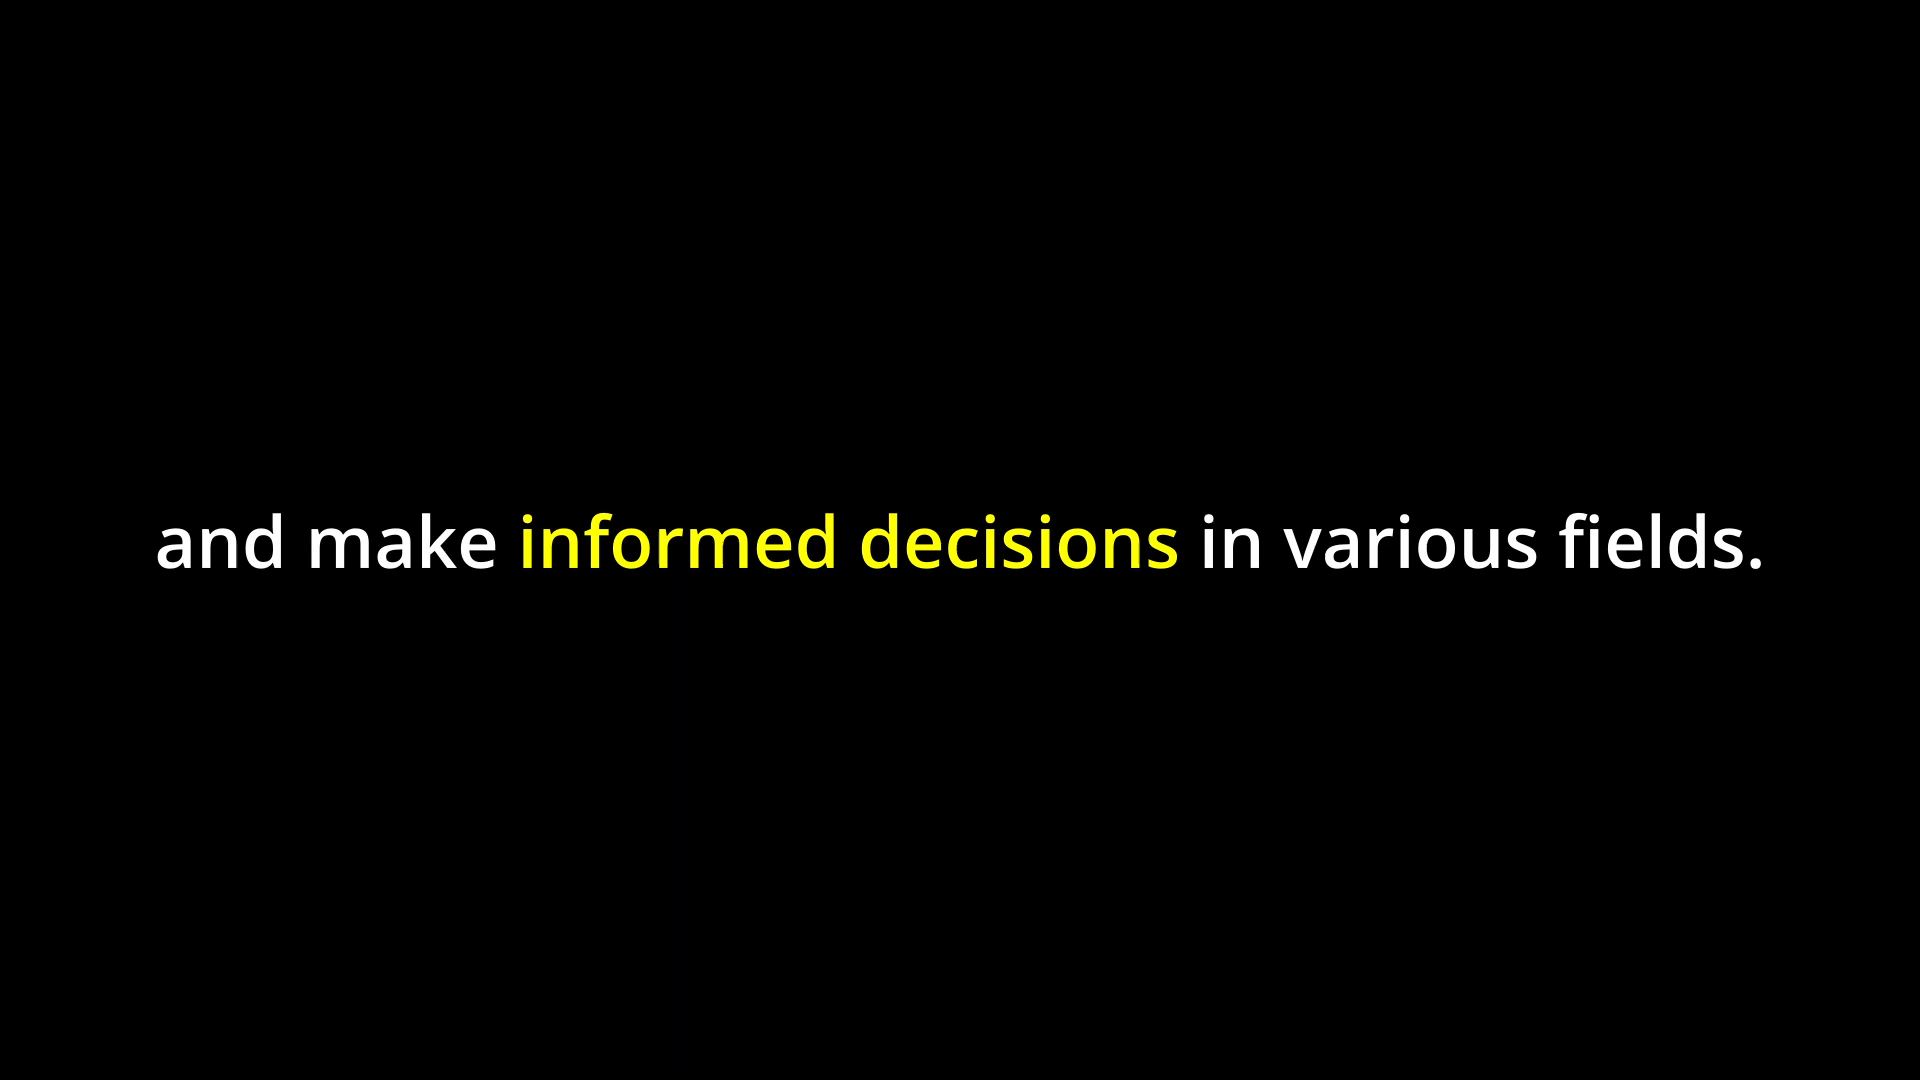 and make informed decisions in various fields.